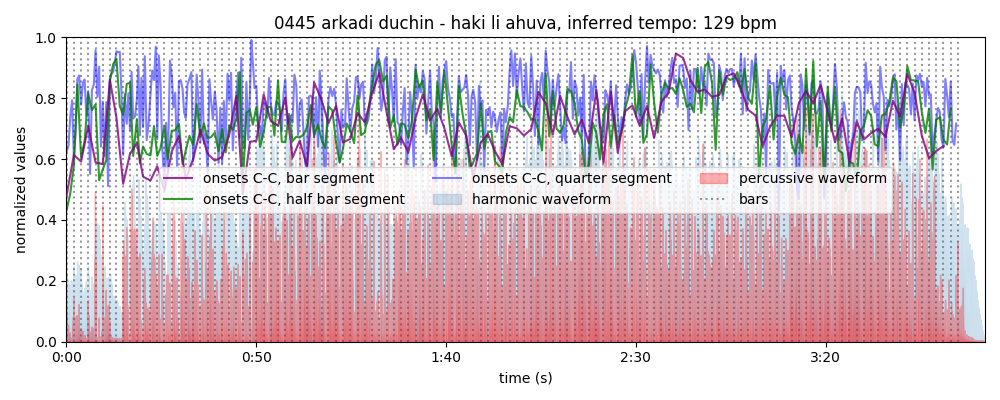 0445 arkadi duchin - haki li ahuva, inferred tempo: 129 bpm
normalized values
1.0
0.8
0.6
0.4
0.2
0.0
onsets C-C, bar segment
onsets C-C, half bar segment
onsets C-C, quarter segment
harmonic waveform
percussive waveform
bars
0:00 0:50 1:40 2:30 3:20
time (s)